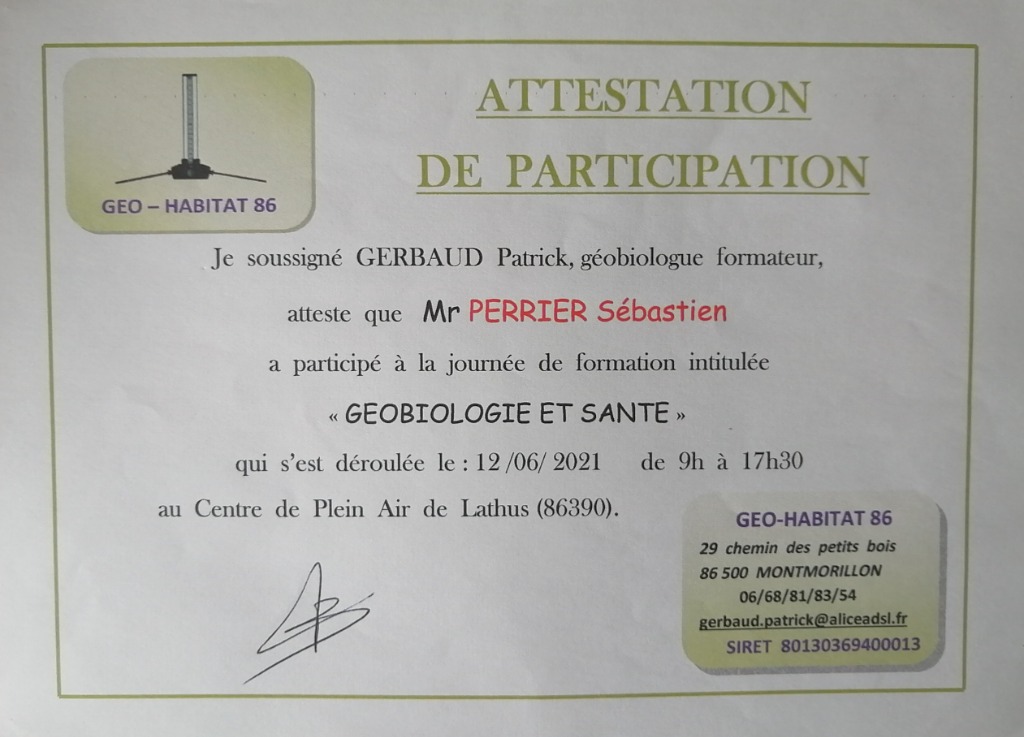 ATTESTATION
DE PARTICIPATION
GEO – HABITAT 86
Je soussigné GERBAUD Patrick, géobiologue formateur,
atteste que Mr PERRIER Sébastien
a participé à la journée de formation intitulée
« GEOBIOLOGIE ET SANTE »
qui s'est déroulée le : 12 /06/ 2021 de 9h à 17h30
au Centre de Plein Air de Lathus (86390).
GEO-HABITAT 86
29 chemin des petits bois
86 500 MONTMORILLON
06/68/81/83/54
gerbaud.patrick@aliceadsl.fr
SIRET 80130369400013